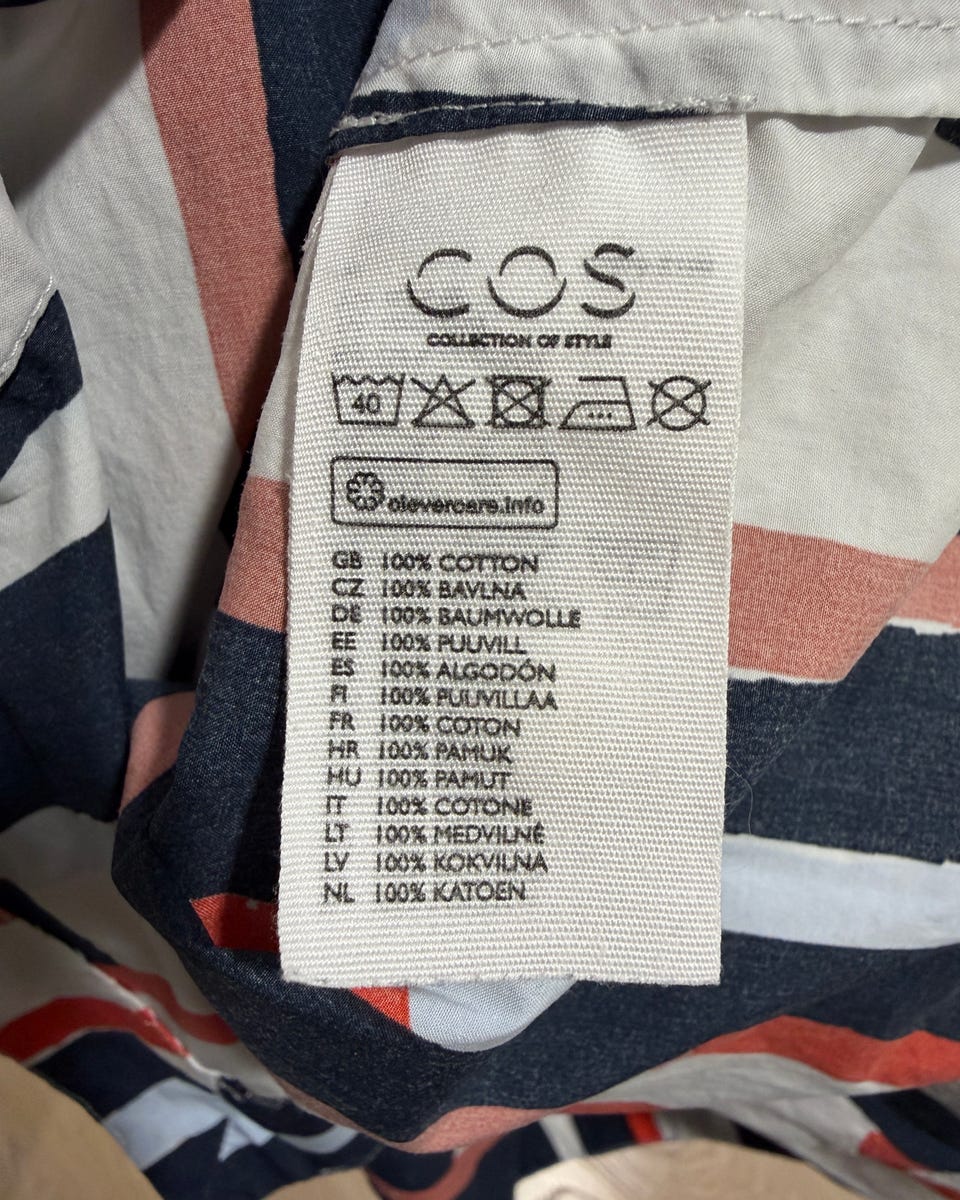 COS
COLLECTION OF STYLE
40
clevercare.info
GB 100% COTTON
CZ 100% BAVLNA
DE 100% BAUMWOLLE
EE 100% PUUVILL
ES 100% ALGODÓN
FI 100% PUUVILLAA
FR 100% COTON
HR 100% PAMUK
HU 100% PAMUT
IT 100% COTONE
LT 100% MEDVILNĖ
LV 100% KOKVILNA
NL 100% KATOEN